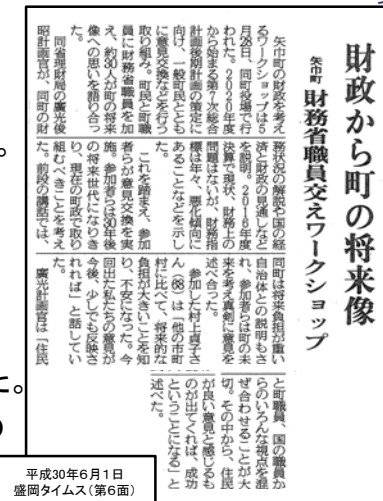 財政から町の将来像
矢巾町
財務省職員交えワークショップ
矢巾町の財政を考え
るワークショップは5
月28日、同町役場で行
われた。2020年度
から始まる第7次総合
計画後期計画の策定に
向け、一般町民ととも
に意見交換などを行う
取り組み。町民と町職
員に財務省職員を加
え、約30人が町の将来
像への思いを語り合っ
た。
同省理財局の廣光俊
昭計画官が、同町の財
務状況の解説や国の経
済と財政の見通しなど
を説明。2016年度
決算で現状、財務上の
問題はないが、財務指
標は年々、悪化傾向に
あることなどを示し
た。
これを踏まえ、参加
者らが意見交換を実
施。参加者らは30年後
の将来世代になりき
り、現在の町政で取り
組むべきことを考え
た。前段の講話では、
同町は将来負担が重い
自治体との説明もさ
れ、参加者らは町の未
来を考え真剣に意見を
述べ合った。
参加した村上貞子さ
ん(68)は「他の市町
村に比べて、将来的な
負担が大きいことを知
り、不安になった。今
回出た私たちの意見が
今後、少しでも反映さ
れれば」と話してい
た。
廣光計画官は「住民
と町職員、国の職員か
らのいろんな視点を混
ぜ合わせることが大
切。その中から、住民
が良い意見と感じるも
のが出てくれば、成功
ということになる」と
述べた。
。
。
平成30年6月1日
盛岡タイムス(第6面)